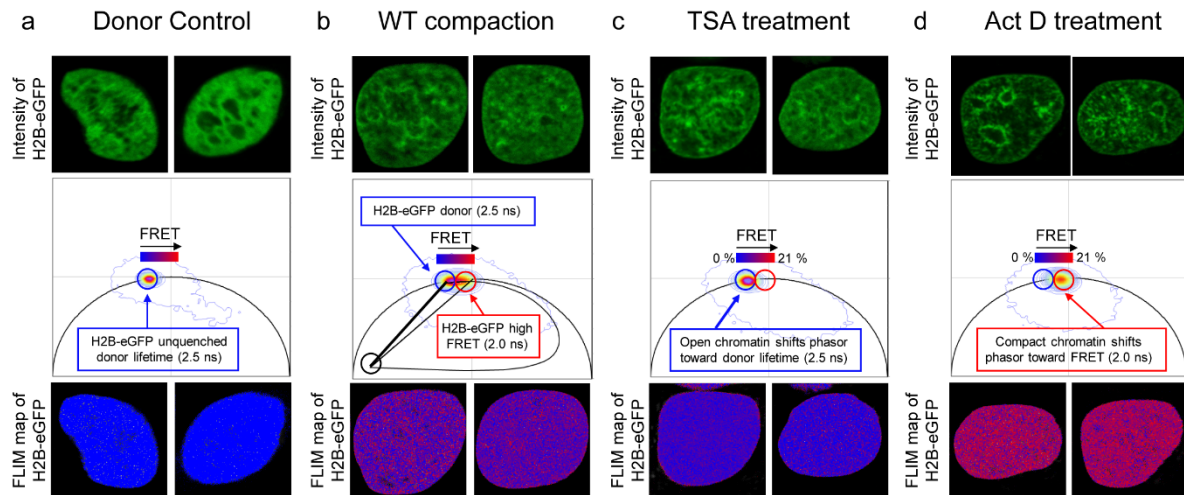 a Donor Control
b WT compaction
c TSA treatment
d Act D treatment
Intensity of
H2B-eGFP
Intensity of
H2B-eGFP
Intensity of
H2B-eGFP
Intensity of
H2B-eGFP
FRET
H2B-eGFP unquenched
donor lifetime (2.5 ns)
H2B-eGFP donor (2.5 ns)
FRET
H2B-eGFP high
FRET (2.0 ns)
FRET
0 % 21 %
Open chromatin shifts phasor
toward donor lifetime (2.5 ns)
FRET
0 % 21 %
Compact chromatin shifts
phasor toward FRET (2.0 ns)
FLIM map of
H2B-eGFP
FLIM map of
H2B-eGFP
FLIM map of
H2B-eGFP
FLIM map of
H2B-eGFP